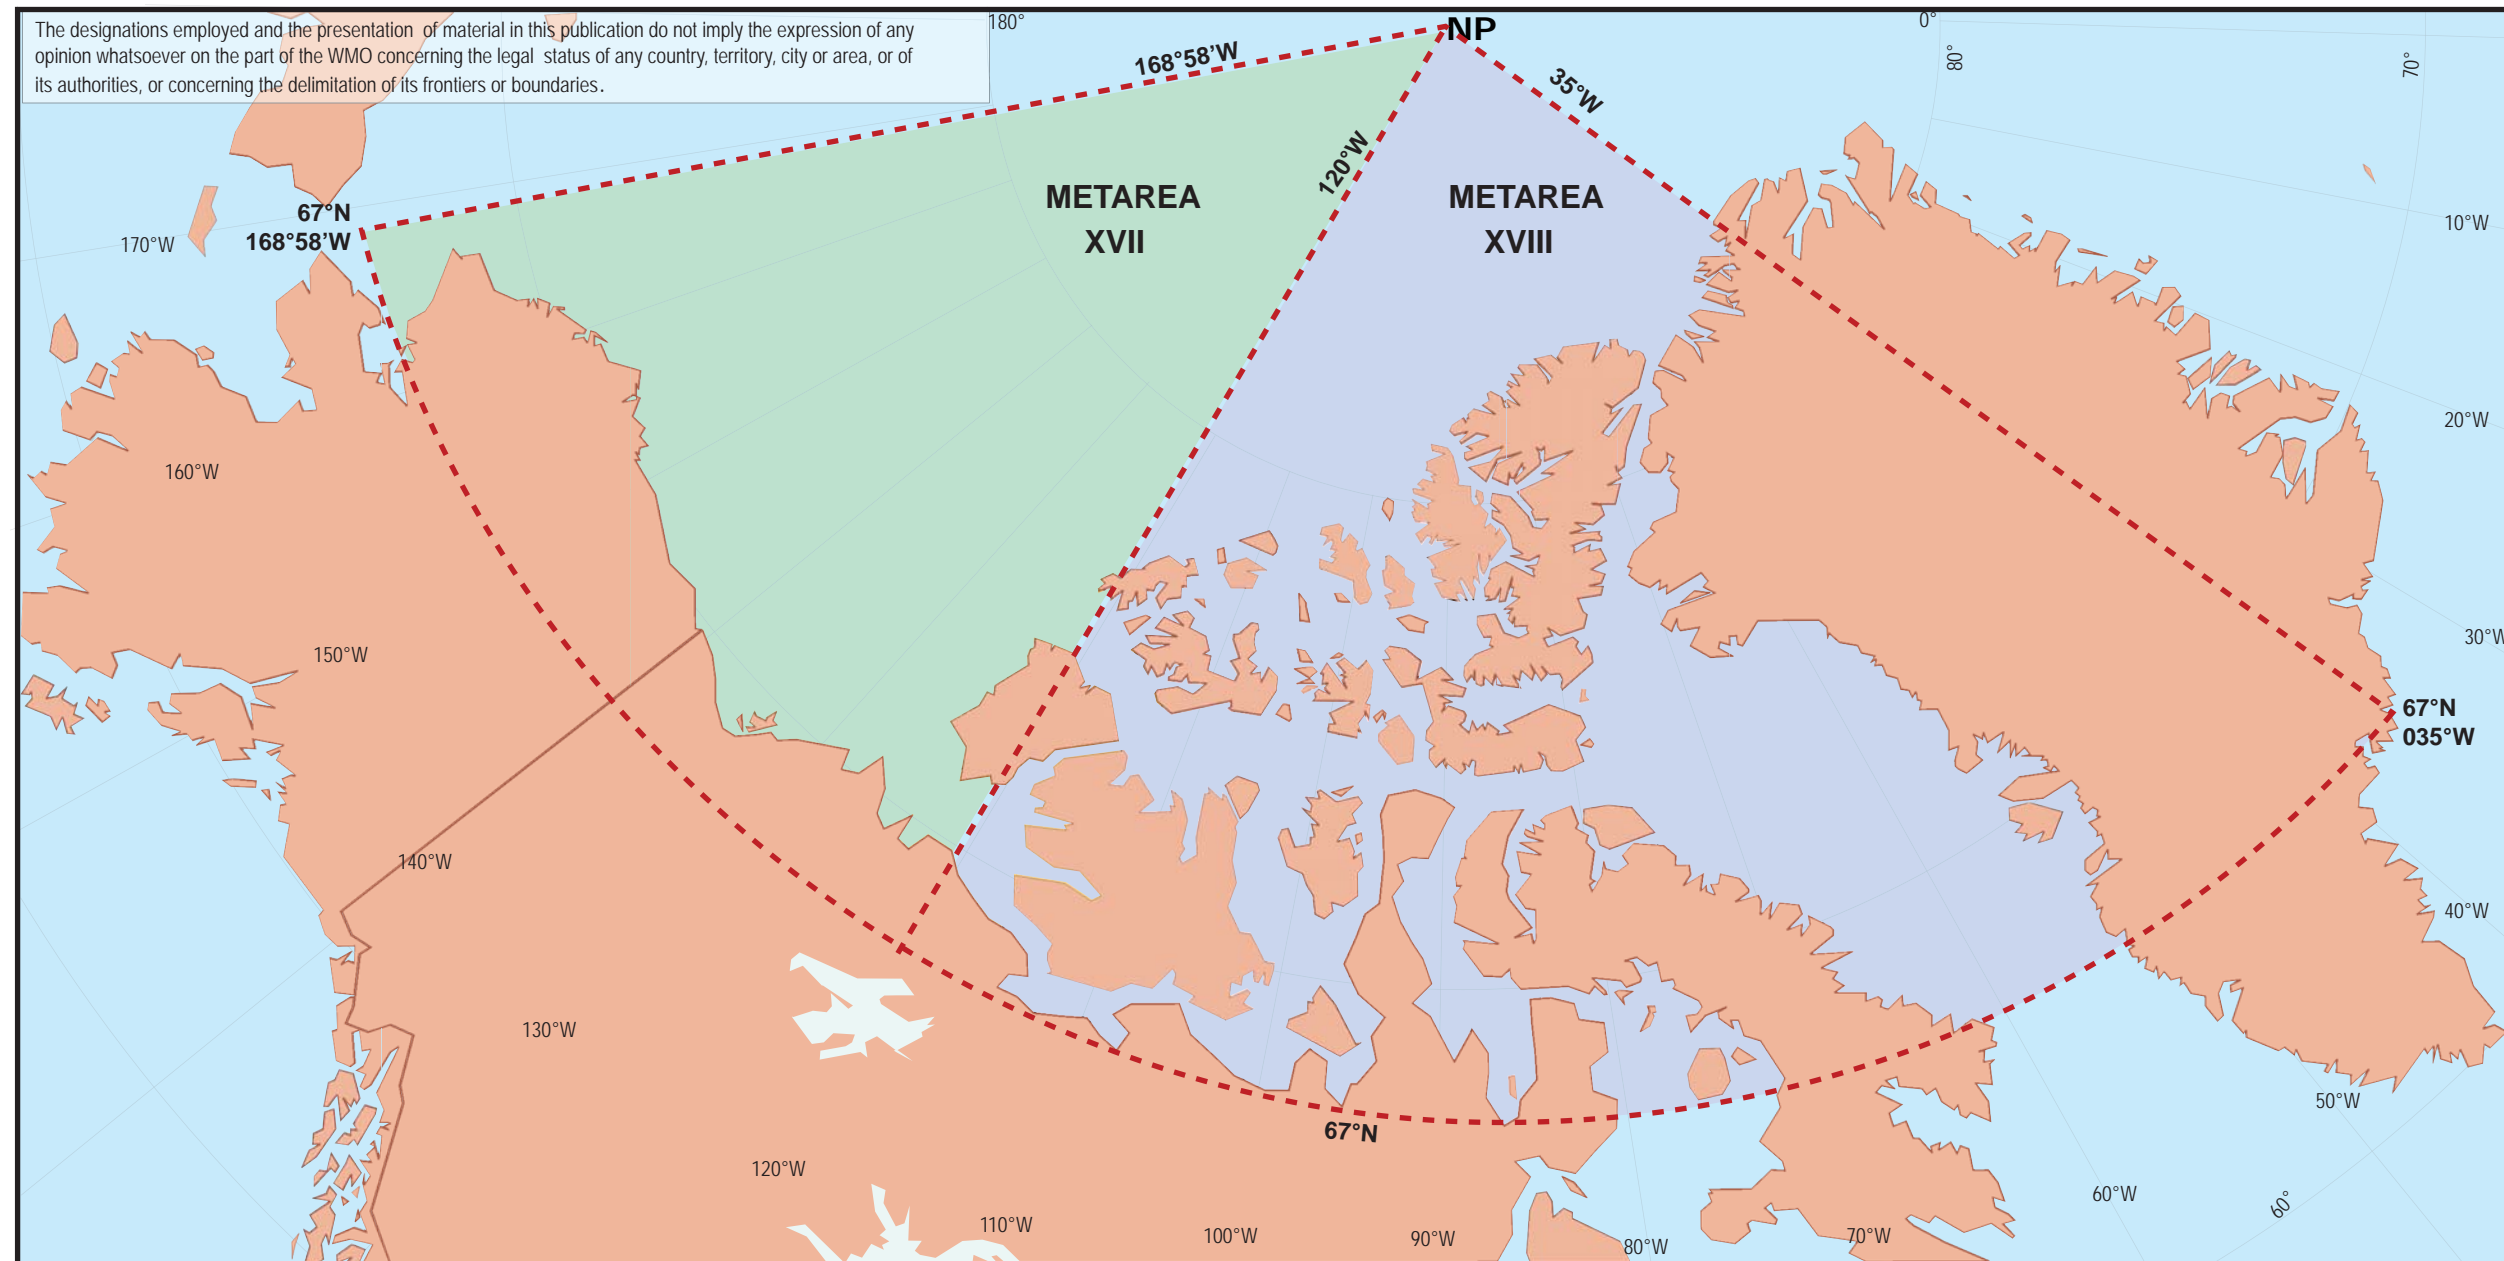 The designations employed and the presentation of material in this publication do not imply the expression of any
opinion whatsoever on the part of the WMO concerning the legal status of any country, territory, city or area, or of
its authorities, or concerning the delimitation of its frontiers or boundaries.
180°
NP
0°
80°
70°
168°58'W
35°W
120°W
METAREA
XVII
METAREA
XVIII
67°N
168°58'W
170°W
10°W
20°W
160°W
30°W
150°W
67°N
035°W
140°W
40°W
130°W
50°W
67°N
120°W
60°W
60°
110°W
100°W
90°W
80°W
70°W